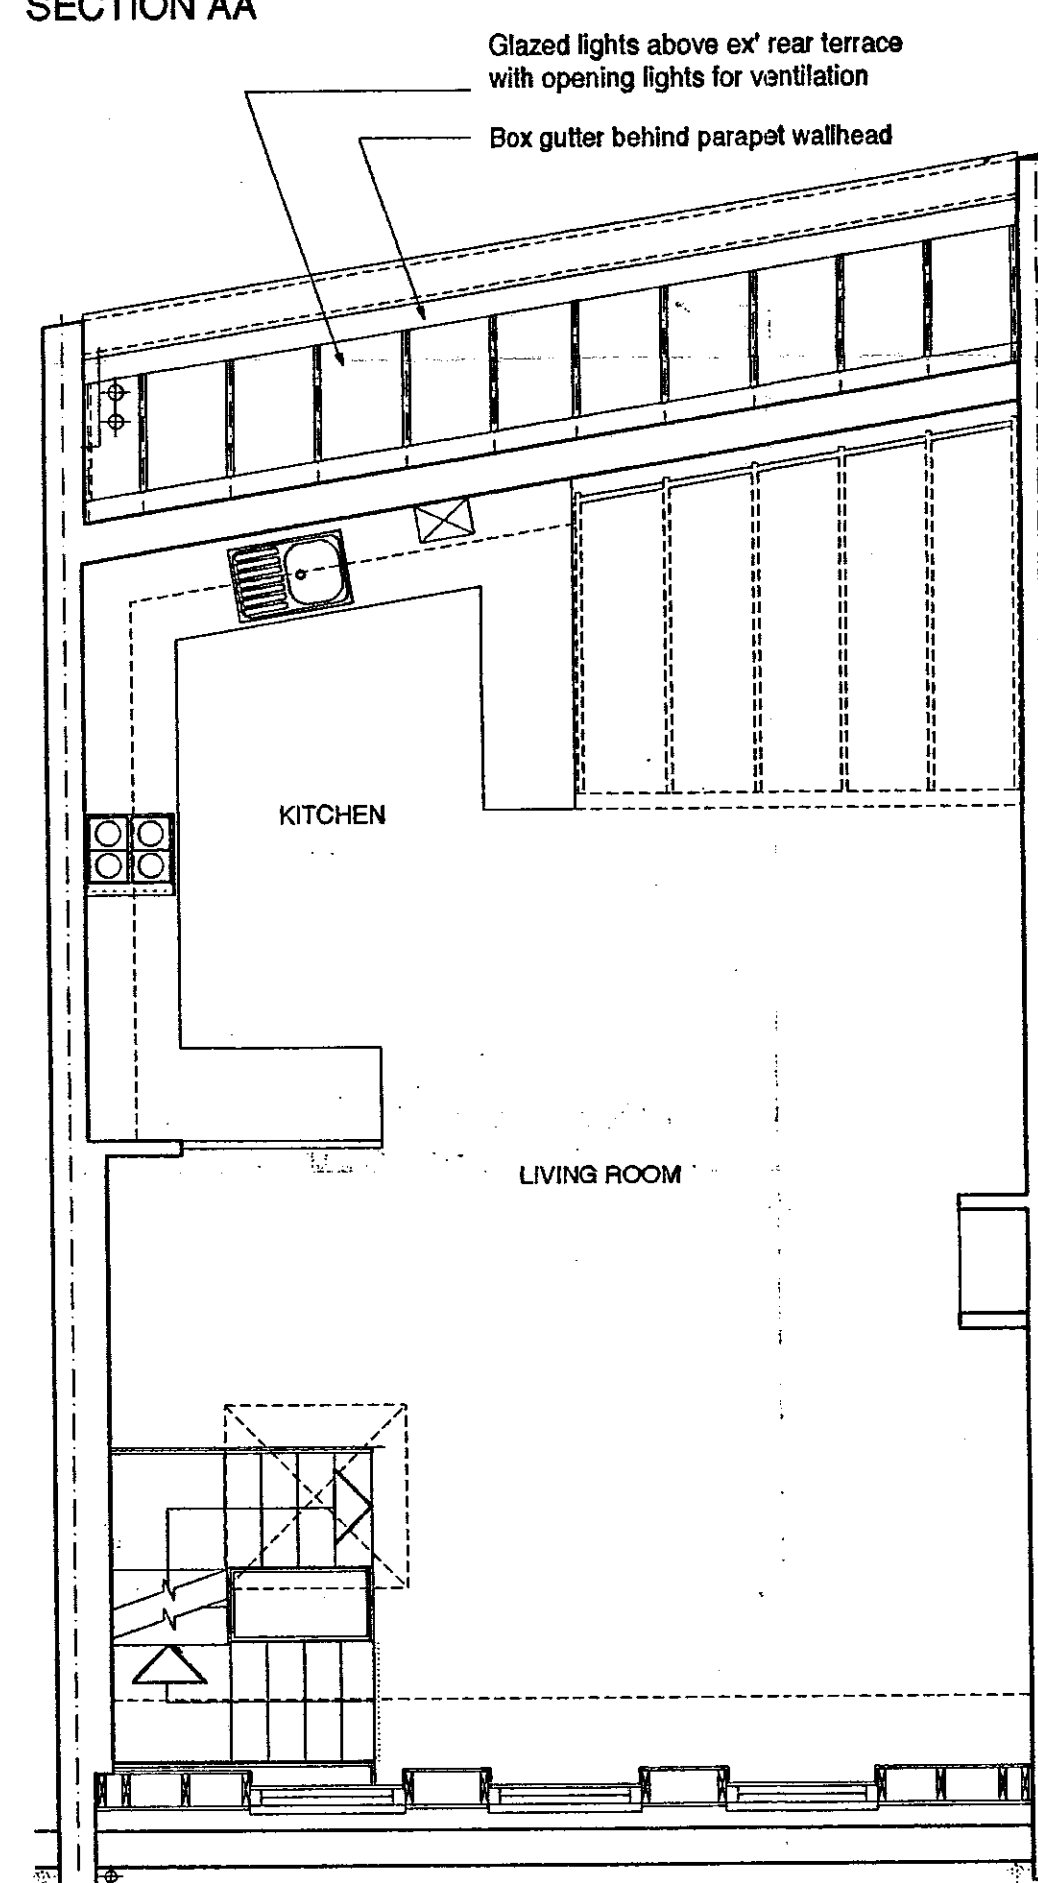 SECTION AA
Glazed lights above ex' rear terrace
with opening lights for ventilation
Box gutter behind parapet wallhead
KITCHEN
LIVING ROOM